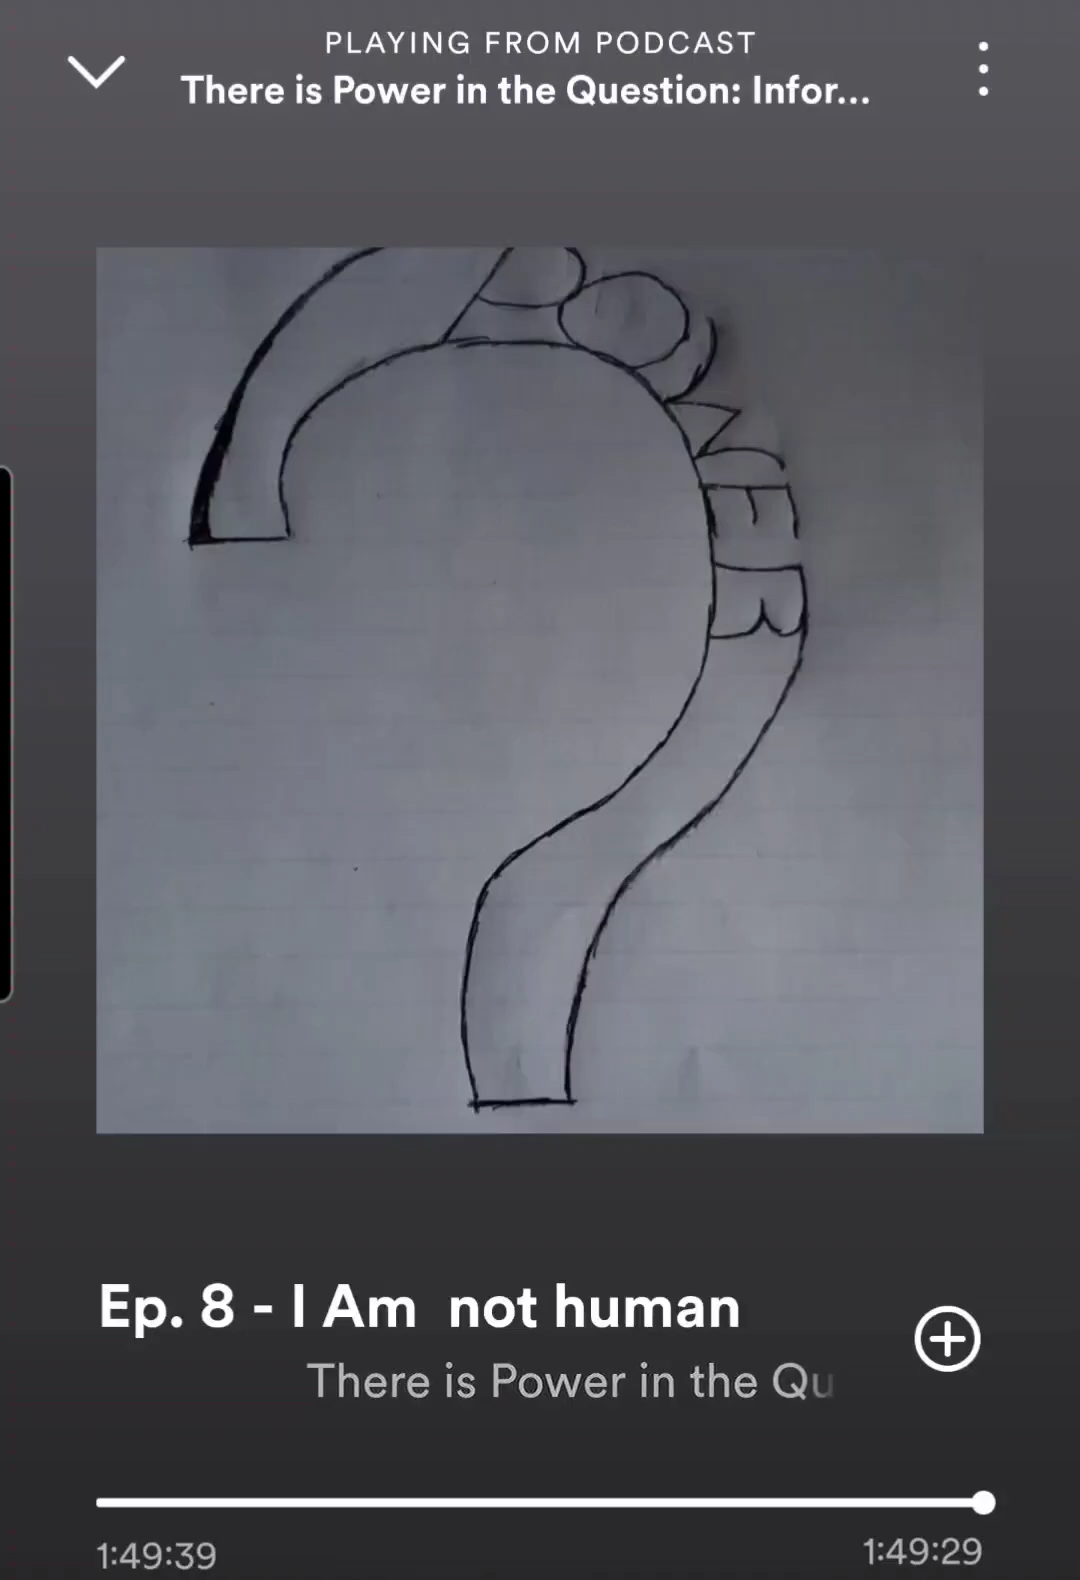 PLAYING FROM PODCAST
There is Power in the Question: Infor...
POWER
Ep. 8 - I Am not human
There is Power in the Qu
1:49:39
1:49:29